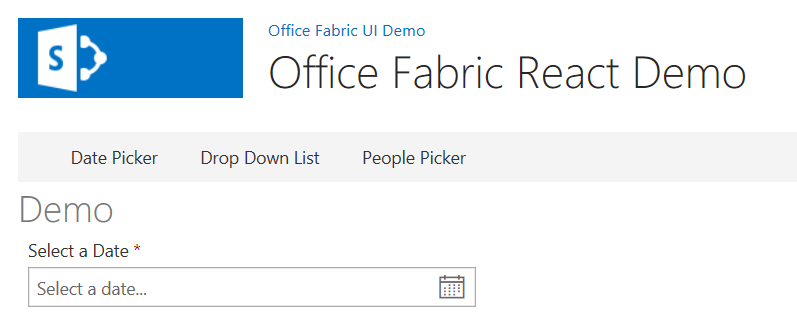 S
Office Fabric UI Demo
Office Fabric React Demo
Date Picker Drop Down List People Picker
Demo
Select a Date *
Select a date...